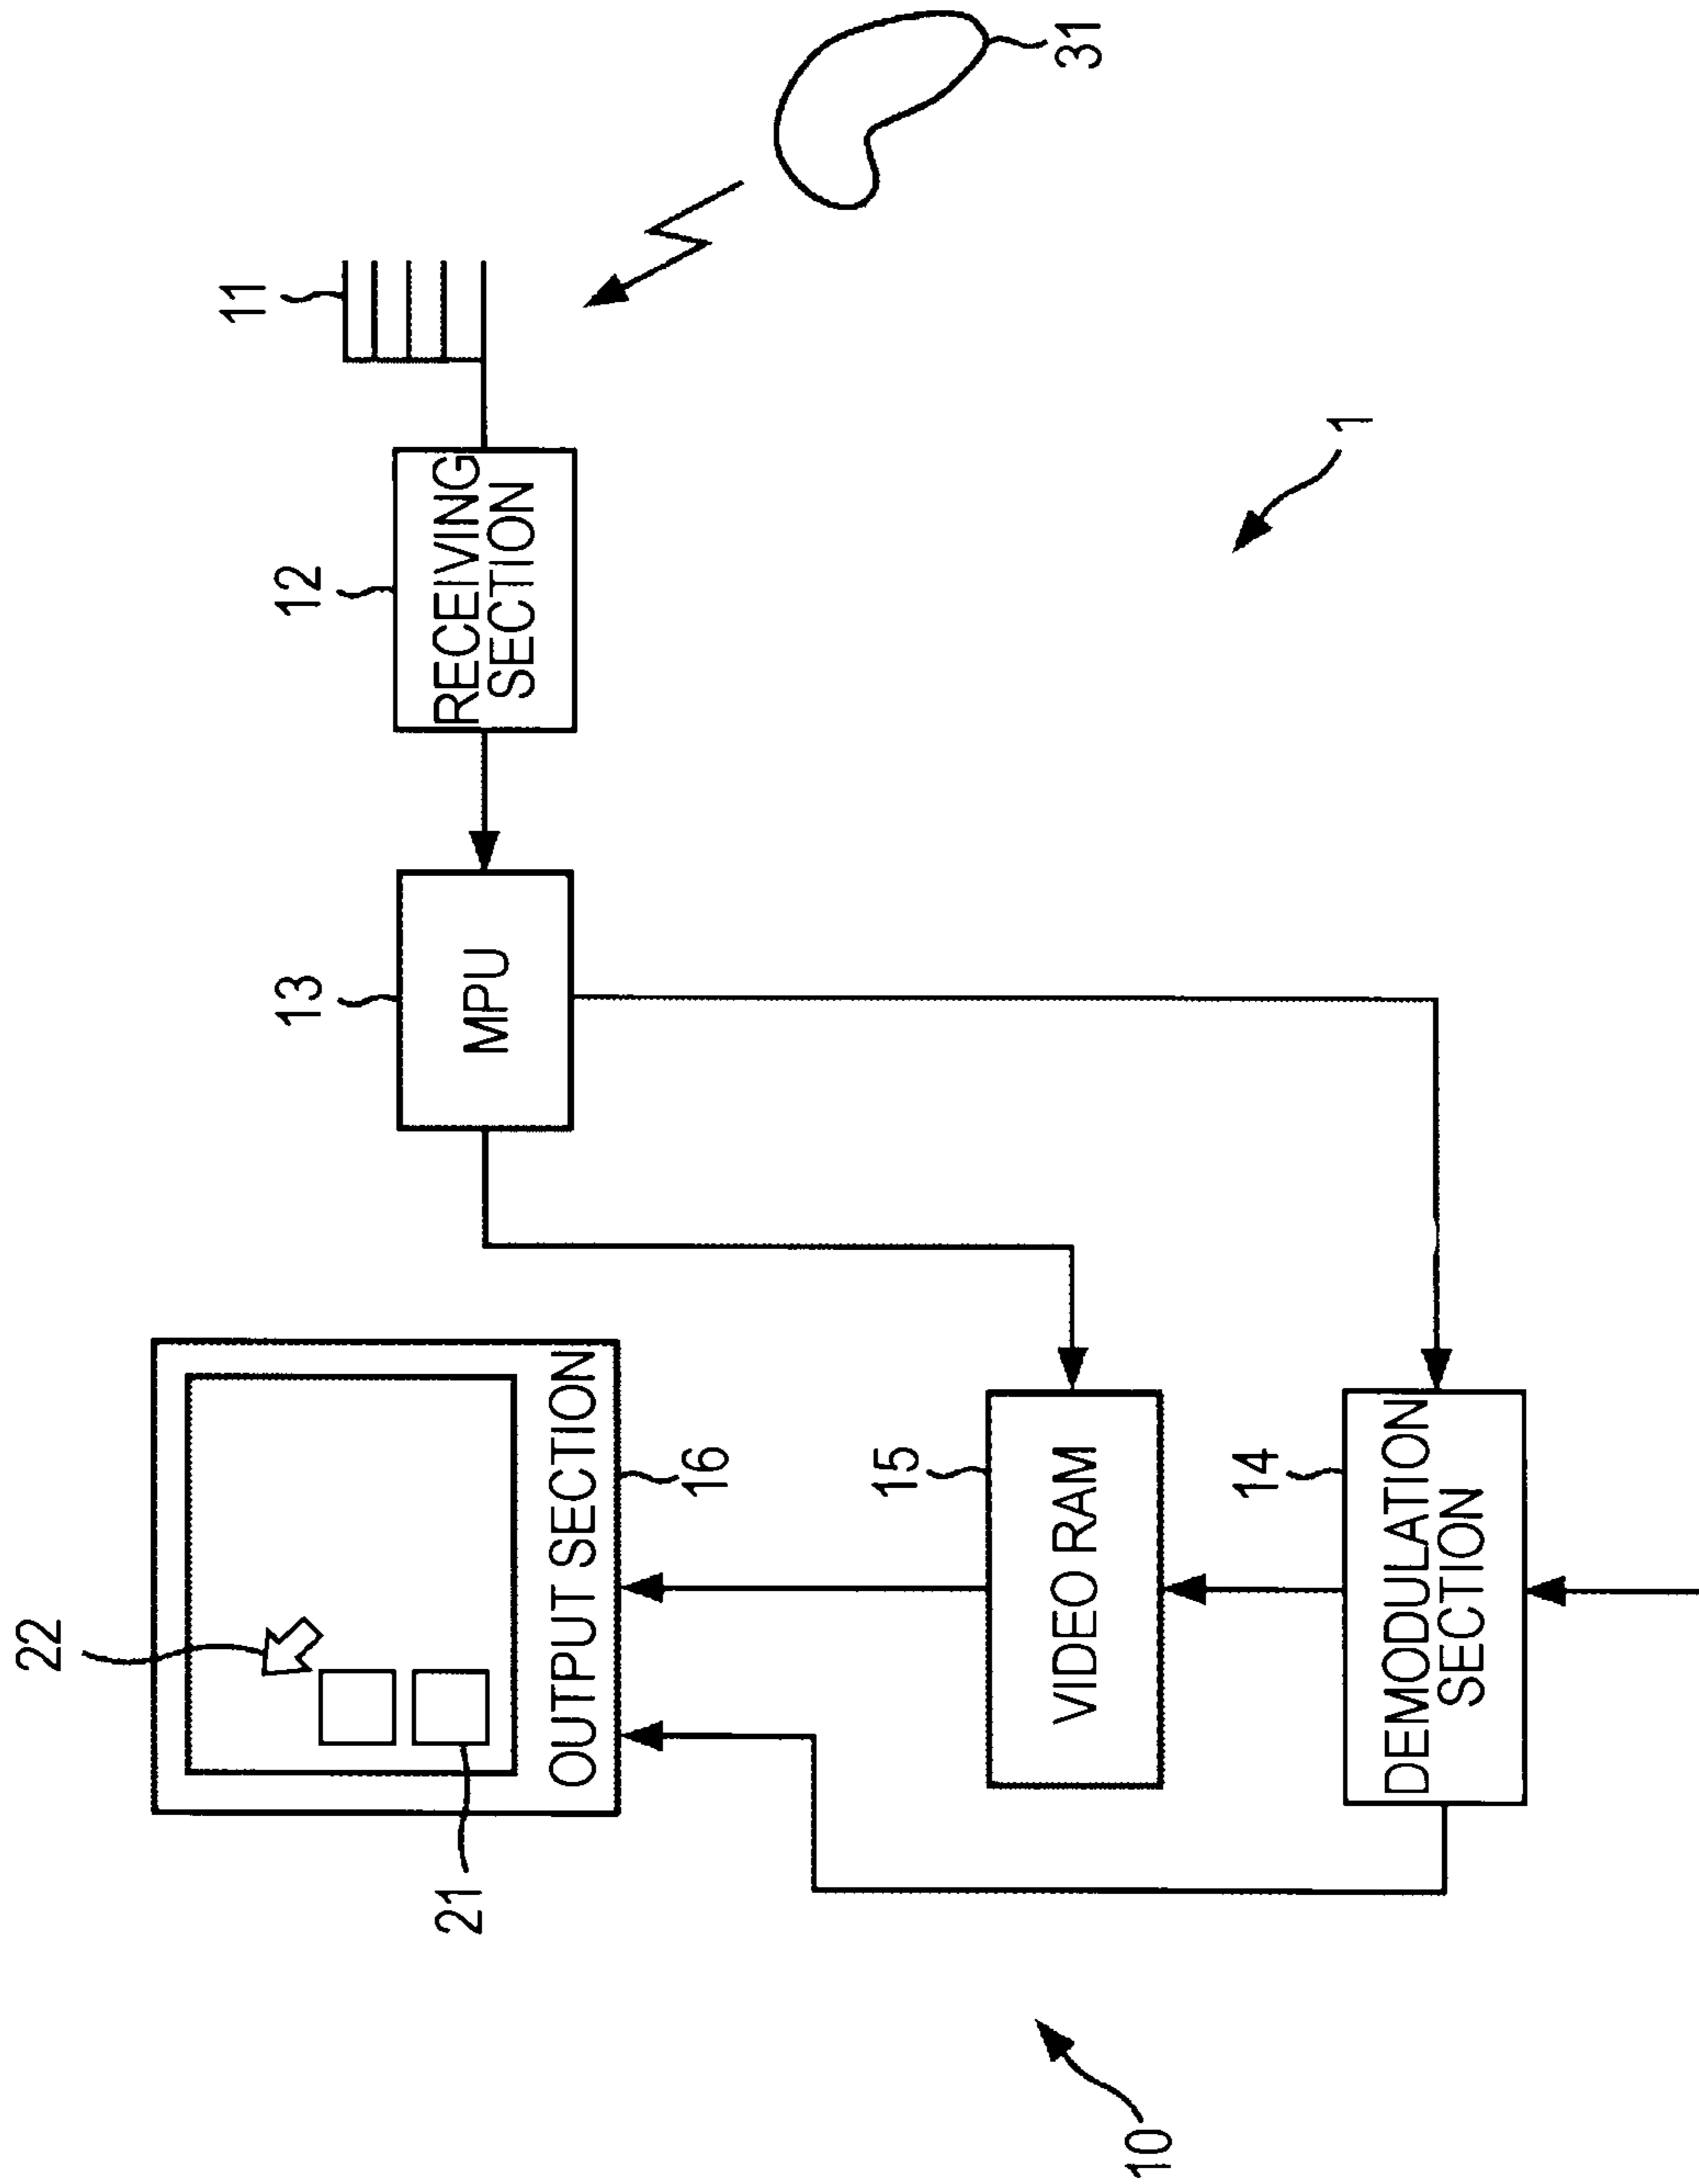 1
10
22
21
OUTPUT SECTION
16
15
VIDEO RAM
14
DEMODULATION
SECTION
13
MPU
12
RECEIVING
SECTION
11
31